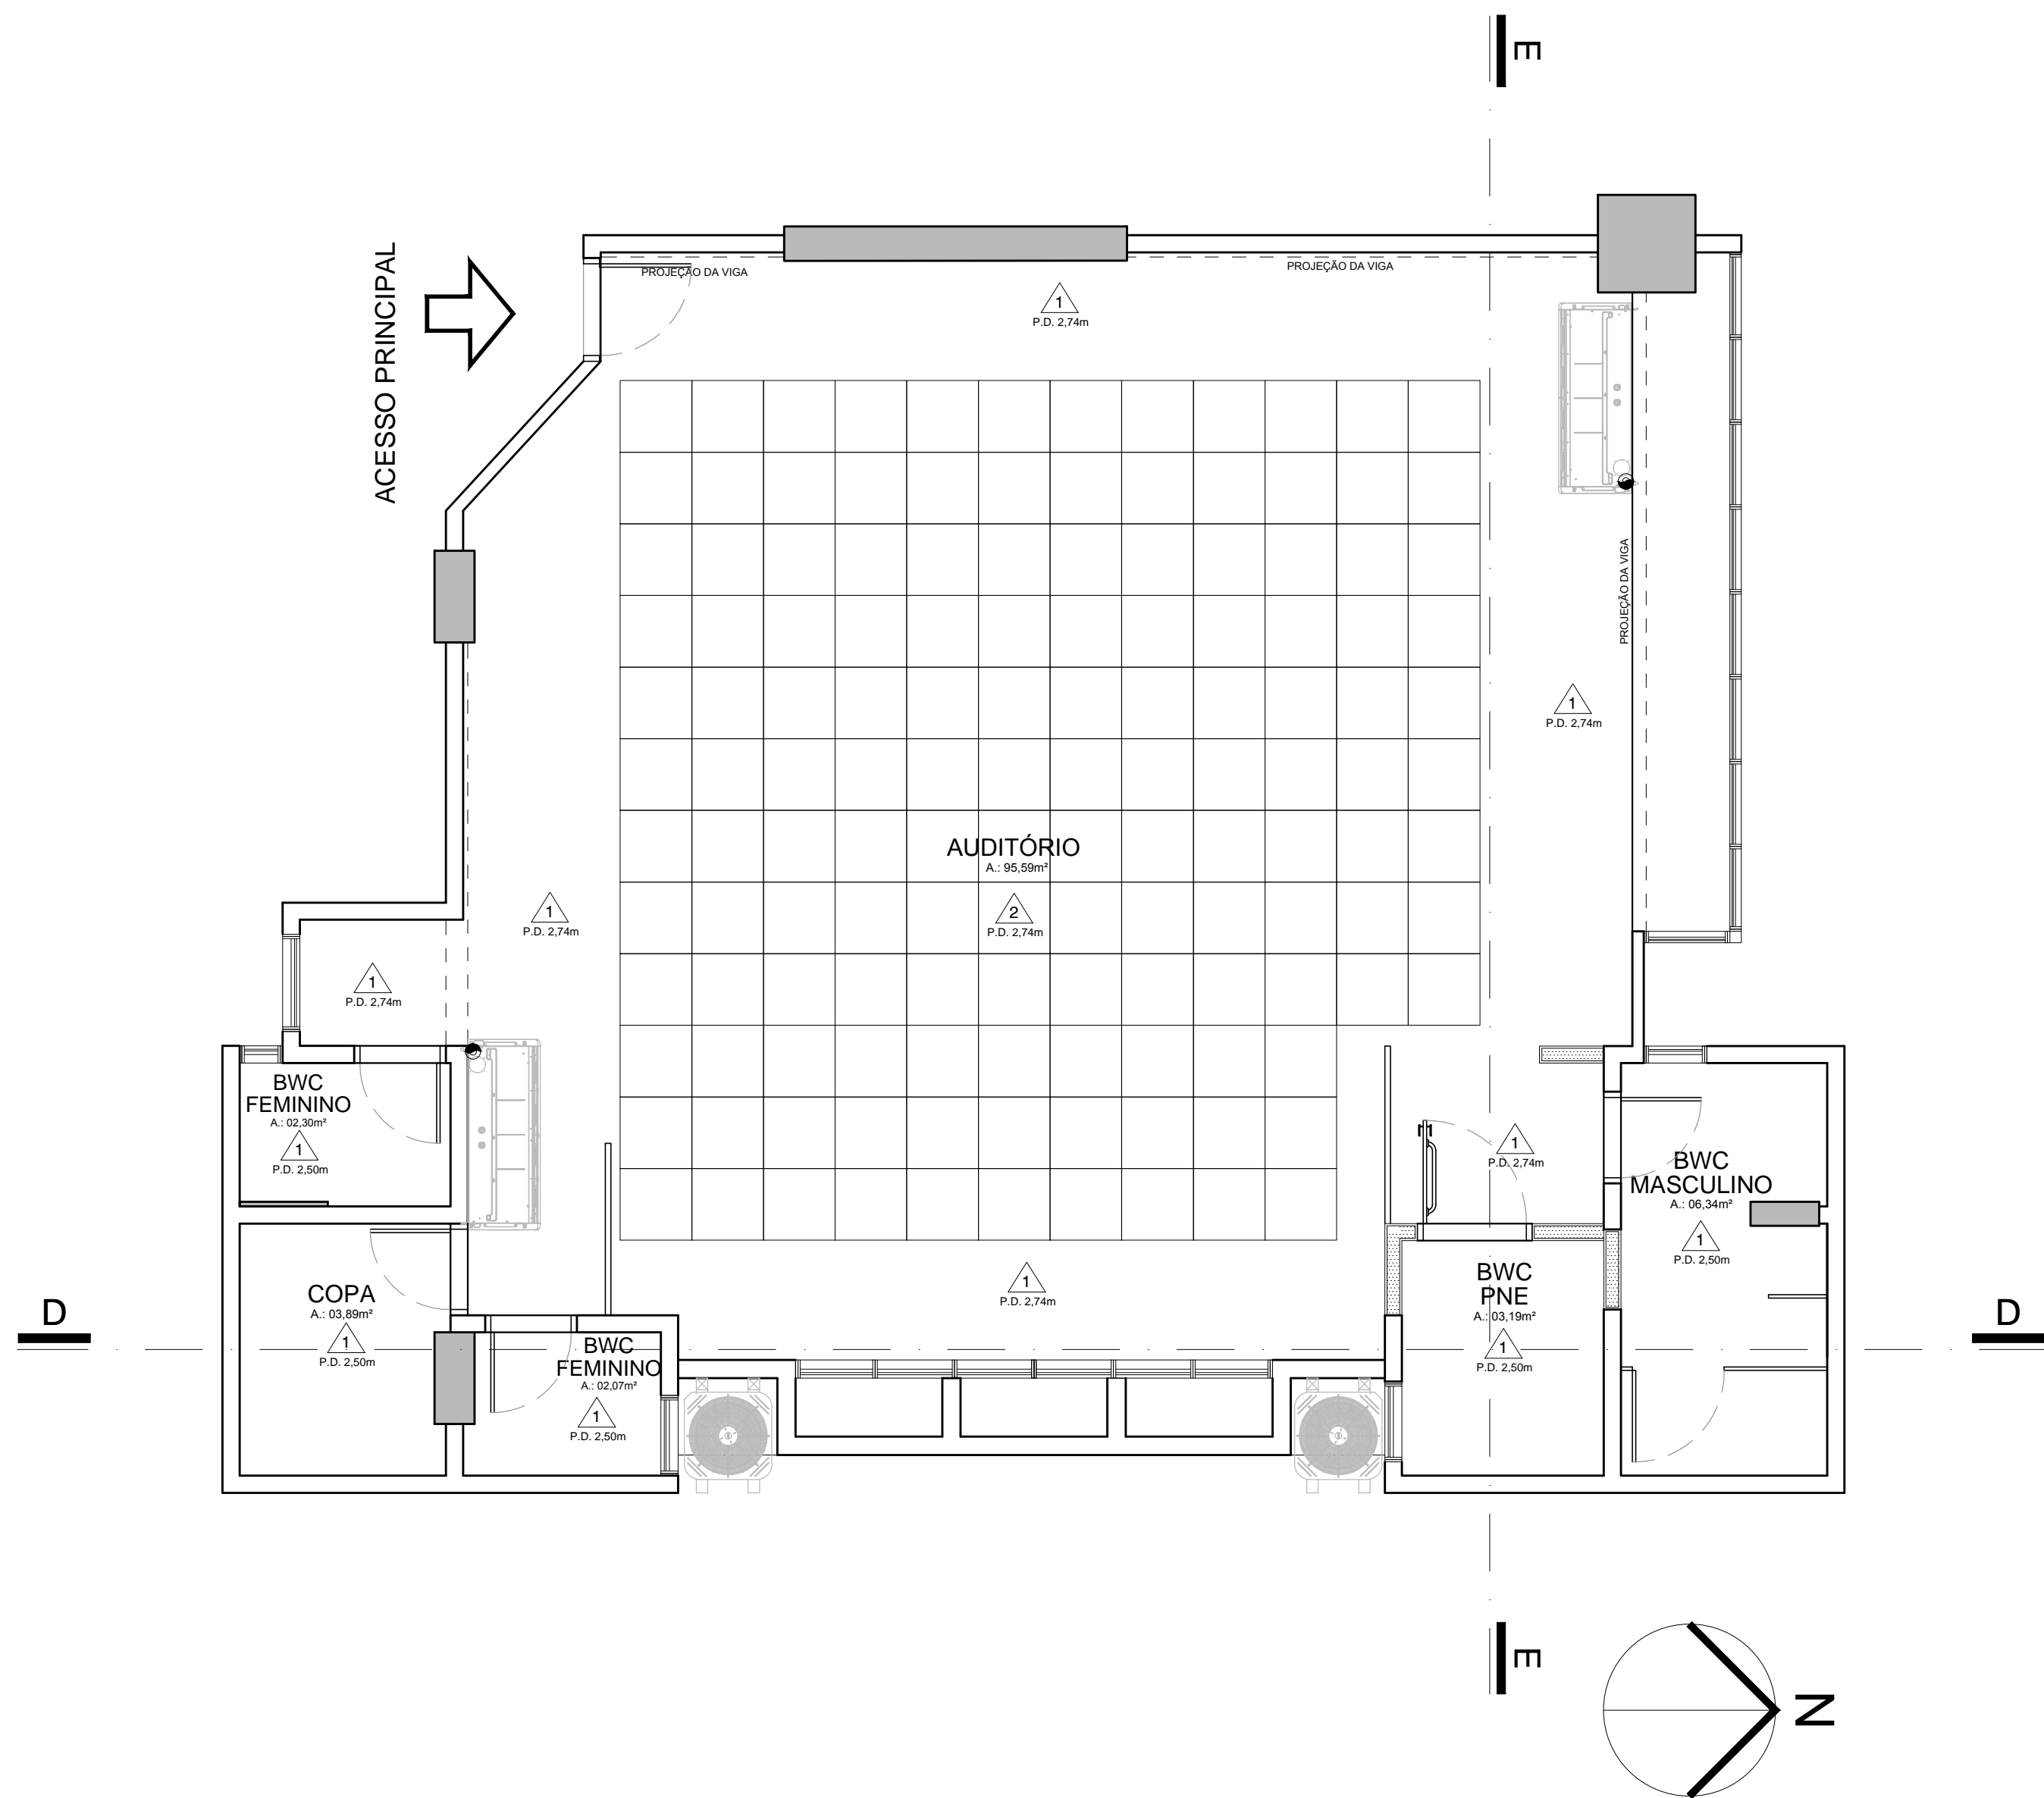 E
PROJEÇÃO DA VIGA
PROJEÇÃO DA VIGA
ACESSO PRINCIPAL
1
P.D. 2,74m
PROJEÇÃO DA VIGA
1
P.D. 2,74m
AUDITÓRIO
A.: 95,59m²
2
P.D. 2,74m
1
P.D. 2,74m
1
P.D. 2,74m
BWC
FEMININO
A.: 02,30m²
1
P.D. 2,50m
1
P.D. 2,74m
BWC
MASCULINO
A.: 06,34m²
1
P.D. 2,50m
COPA
A.: 03,89m²
1
P.D. 2,50m
1
P.D. 2,74m
BWC
PNE
A.: 03,19m²
1
P.D. 2,50m
D
D
BWC
FEMININO
A.: 02,07m²
1
P.D. 2,50m
E
N